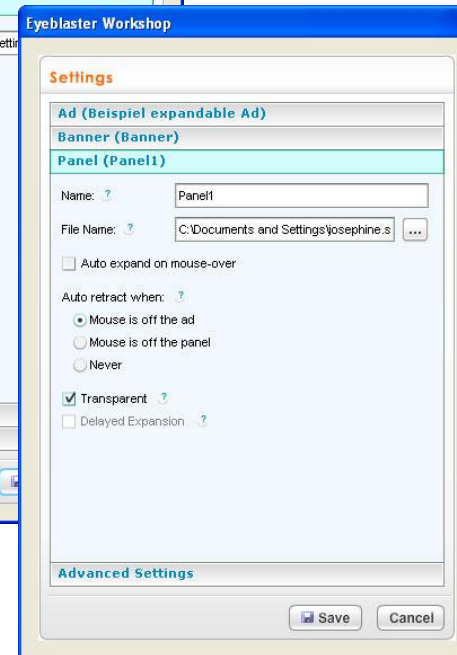 Eyeblaster Workshop
Settings
Ad (Beispiel expandable Ad)
Banner (Banner)
Panel (Panel1)
Name: ? Panel1
File Name: ? C:\Documents and Settings\josephine.s ...
Auto expand on mouse-over
Auto retract when: ?
Mouse is off the ad
Mouse is off the panel
Never
Transparent ?
Delayed Expansion ?
Advanced Settings
Save Cancel